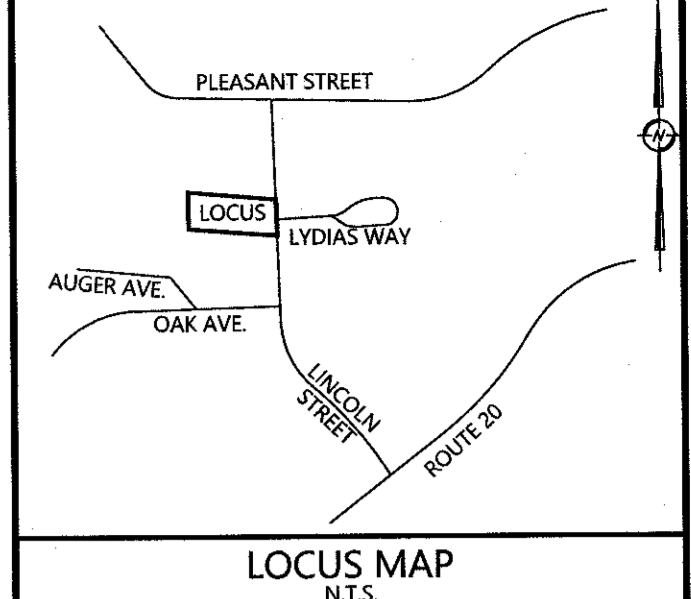 PLEASANT STREET
N
LOCUS
LYDIAS WAY
AUGER AVE.
OAK AVE.
LINCOLN
STREET
ROUTE 20
LOCUS MAP
N.T.S.